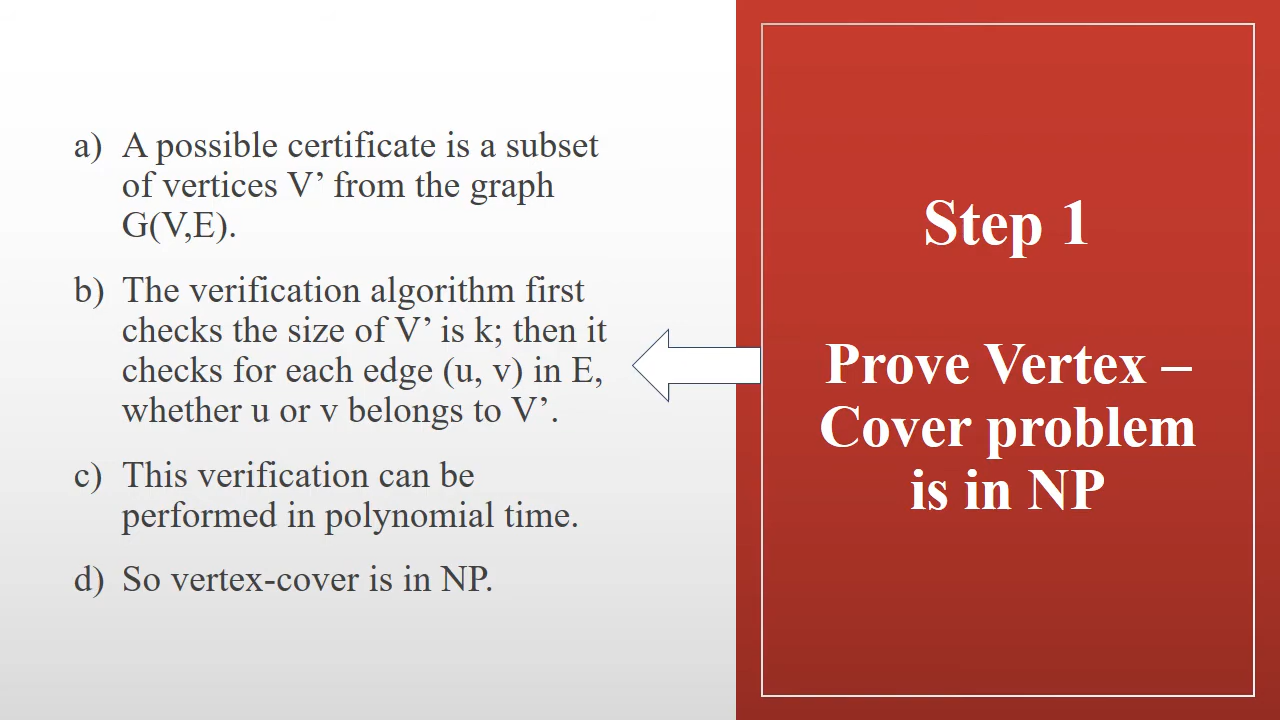 a) A possible certificate is a subset
of vertices V’ from the graph
G(V,E).
b) The verification algorithm first
checks the size of V’ is k; then it
checks for each edge (u, v) in E,
whether u or v belongs to V’.
c) This verification can be
performed in polynomial time.
d) So vertex-cover is in NP.
Step 1
Prove Vertex –
Cover problem
is in NP